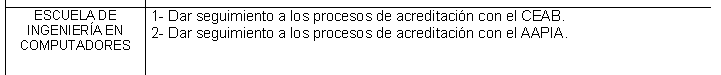 ESCUELA DE
INGENIERÍA EN
COMPUTADORES
1- Dar seguimiento a los procesos de acreditación con el CEAB.
2- Dar seguimiento a los procesos de acreditación con el AAPIA.